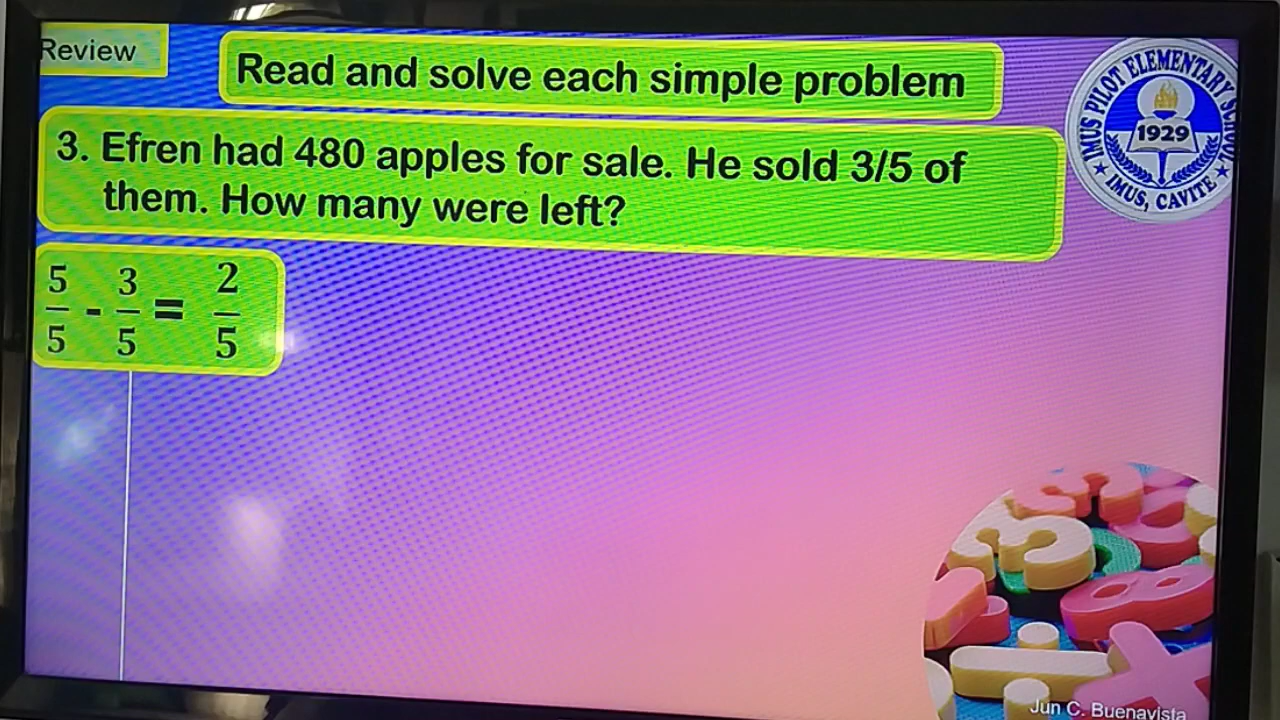 Review
Read and solve each simple problem
3. Efren had 480 apples for sale. He sold 3/5 of
them. How many were left?
5/5 - 3/5 = 2/5
IMUS PILOT ELEMENTARY SCHOOL
1929
★ IMUS, CAVITE ★
Jun C. Buenavista